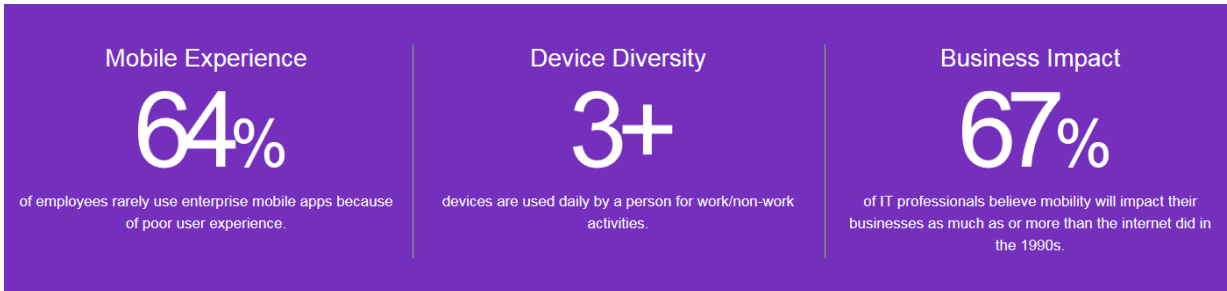 Mobile Experience
64%
of employees rarely use enterprise mobile apps because
of poor user experience.
Device Diversity
3+
devices are used daily by a person for work/non-work
activities.
Business Impact
67%
of IT professionals believe mobility will impact their
businesses as much as or more than the internet did in
the 1990s.